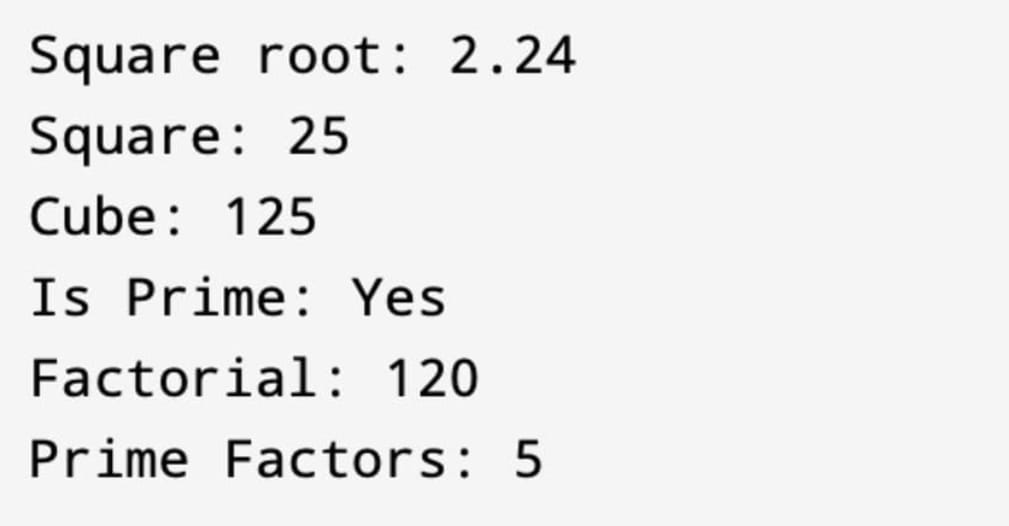 Square root: 2.24
Square: 25
Cube: 125
Is Prime: Yes
Factorial: 120
Prime Factors: 5